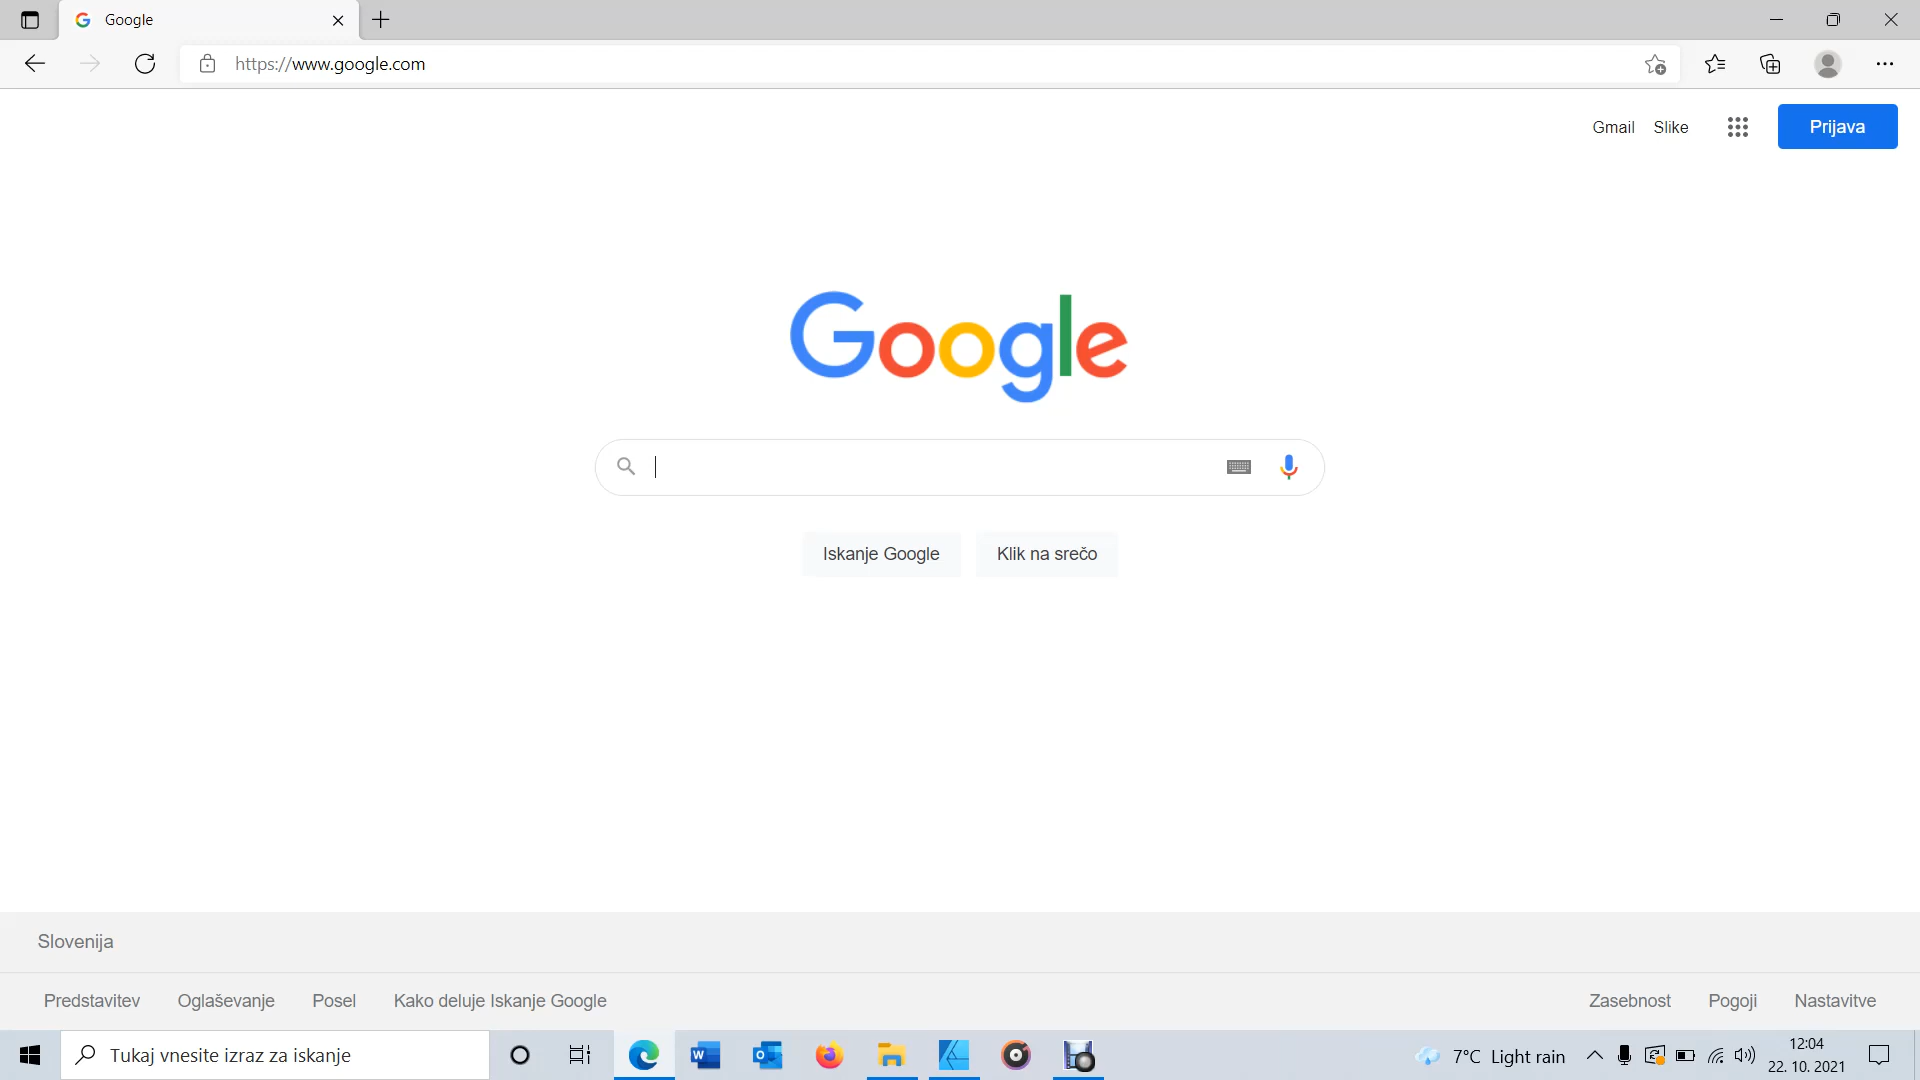 Google
https://www.google.com
Gmail Slike Prijava
Google
Iskanje Google Klik na srečo
Slovenija
Predstavitev Oglaševanje Posel Kako deluje Iskanje Google Zasebnost Pogoji Nastavitve
Tukaj vnesite izraz za iskanje 7°C Light rain 12:04
22. 10. 2021